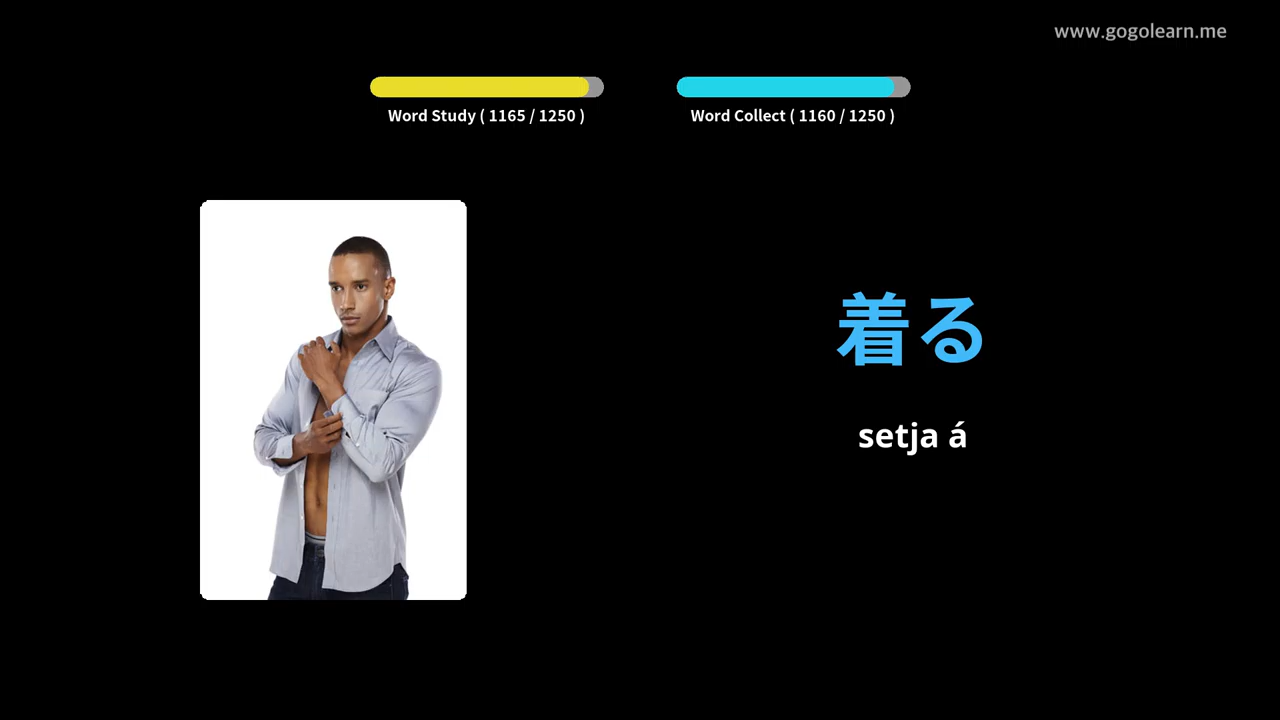 www.gogolearn.me
Word Study ( 1165 / 1250 )
Word Collect ( 1160 / 1250 )
着る
setja á